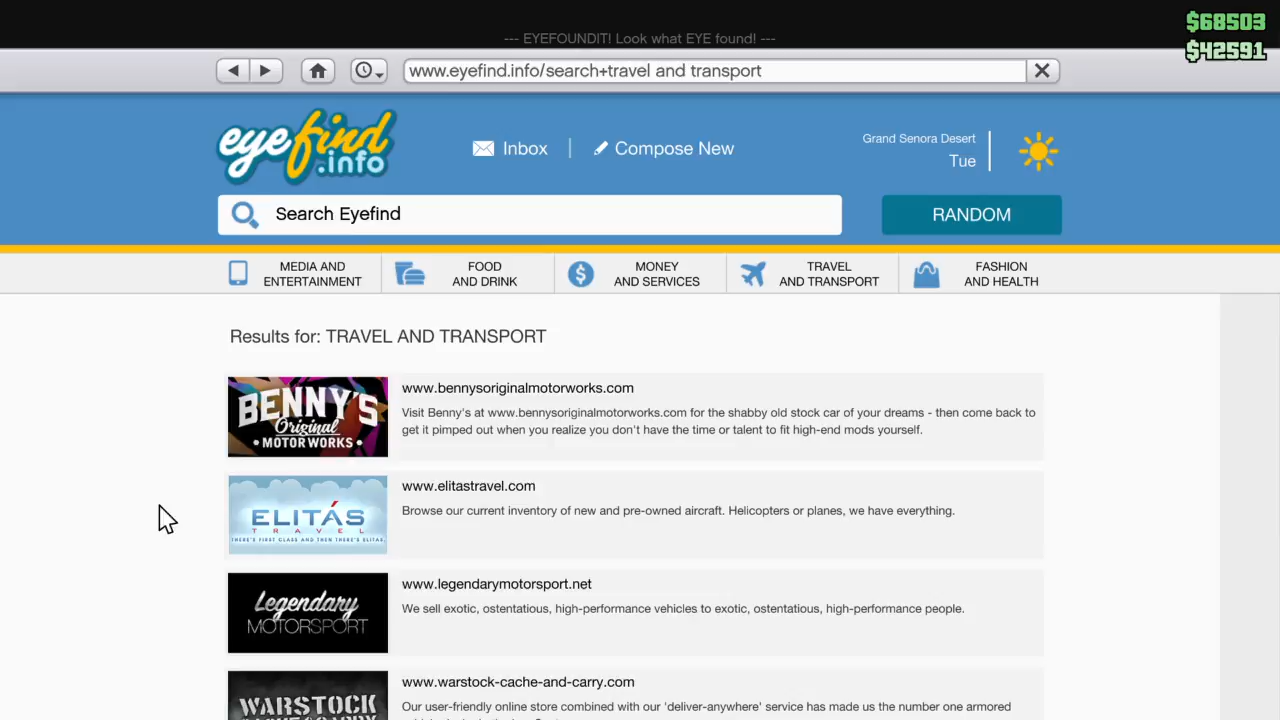 $68503
--- EYEFOUNDIT! Look what EYE found! ---
$42591
www.eyefind.info/search+travel and transport
eyefind
.info
Inbox
Compose New
Grand Senora Desert
Tue
Search Eyefind
RANDOM
MEDIA AND
ENTERTAINMENT
FOOD
AND DRINK
MONEY
AND SERVICES
TRAVEL
AND TRANSPORT
FASHION
AND HEALTH
Results for: TRAVEL AND TRANSPORT
BENNY'S
Original
• MOTOR WORKS •
www.bennysoriginalmotorworks.com
Visit Benny's at www.bennysoriginalmotorworks.com for the shabby old stock car of your dreams - then come back to
get it pimped out when you realize you don't have the time or talent to fit high-end mods yourself.
ELITÁS
TRAVEL
THERE'S FIRST CLASS AND THEN THERE'S ELITAS.
www.elitastravel.com
Browse our current inventory of new and pre-owned aircraft. Helicopters or planes, we have everything.
Legendary
MOTORSPORT
www.legendarymotorsport.net
We sell exotic, ostentatious, high-performance vehicles to exotic, ostentatious, high-performance people.
WARSTOCK
www.warstock-cache-and-carry.com
Our user-friendly online store combined with our 'deliver-anywhere' service has made us the number one armored